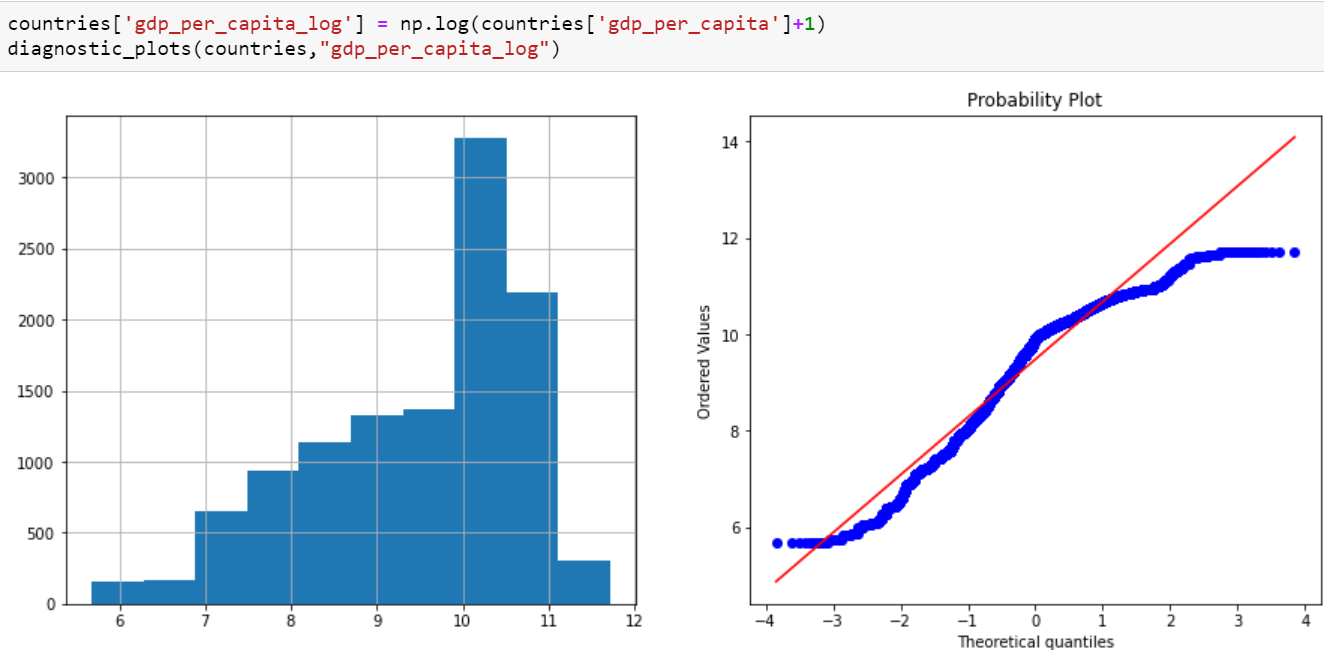 countries['gdp_per_capita_log'] = np.log(countries['gdp_per_capita']+1)
diagnostic_plots(countries,"gdp_per_capita_log")
Probability Plot
3000
2500
2000
1500
1000
500
0
6 7 8 9 10 11 12
Ordered Values
14
12
10
8
6
−4 −3 −2 −1 0 1 2 3 4
Theoretical quantiles